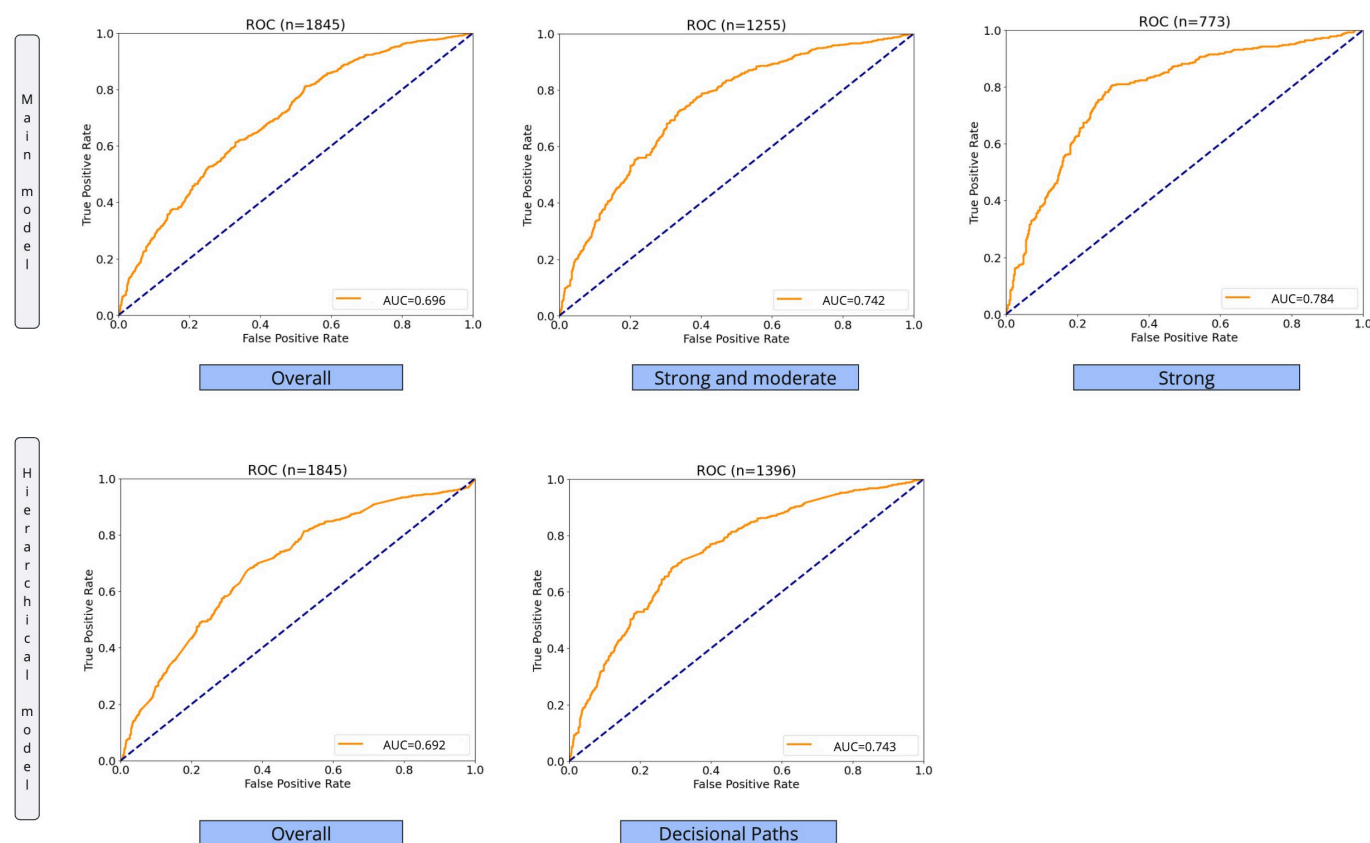 Main model
ROC (n=1845)
True Positive Rate
1.0
0.8
0.6
0.4
0.2
0.0
0.0 0.2 0.4 0.6 0.8 1.0
False Positive Rate
AUC=0.696
Overall
ROC (n=1255)
True Positive Rate
1.0
0.8
0.6
0.4
0.2
0.0
0.0 0.2 0.4 0.6 0.8 1.0
False Positive Rate
AUC=0.742
Strong and moderate
ROC (n=773)
True Positive Rate
1.0
0.8
0.6
0.4
0.2
0.0
0.0 0.2 0.4 0.6 0.8 1.0
False Positive Rate
AUC=0.784
Strong
Hierarchical model
ROC (n=1845)
True Positive Rate
1.0
0.8
0.6
0.4
0.2
0.0
0.0 0.2 0.4 0.6 0.8 1.0
False Positive Rate
AUC=0.692
Overall
ROC (n=1396)
True Positive Rate
1.0
0.8
0.6
0.4
0.2
0.0
0.0 0.2 0.4 0.6 0.8 1.0
False Positive Rate
AUC=0.743
Decisional Paths